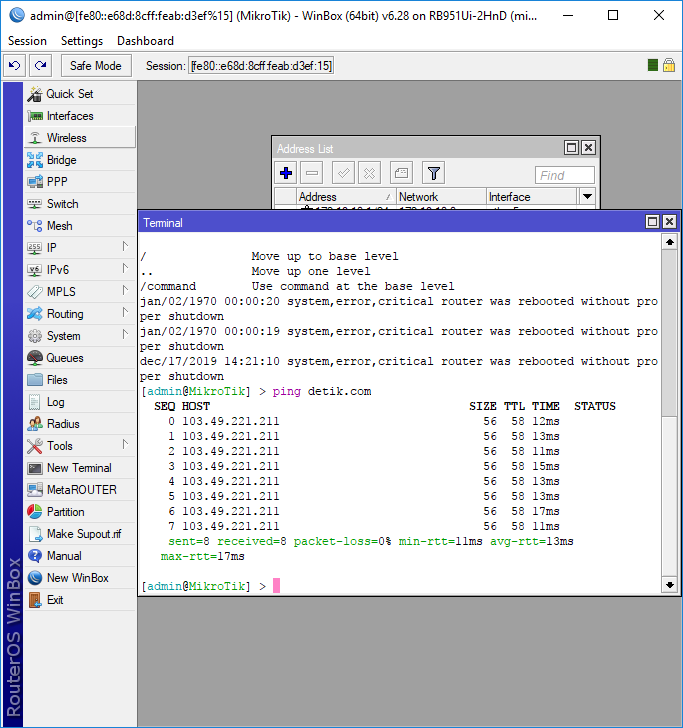 admin@[fe80::e68d:8cff:feab:d3ef%15] (MikroTik) - WinBox (64bit) v6.28 on RB951Ui-2HnD (mi...
Session Settings Dashboard
Safe Mode Session: [fe80::e68d:8cff:feab:d3ef:15]
Quick Set
Interfaces
Wireless
Bridge
PPP
Switch
Mesh
IP
IPv6
MPLS
Routing
System
Queues
Files
Log
Radius
Tools
New Terminal
MetaROUTER
Partition
Make Supout.rif
Manual
New WinBox
Exit
RouterOS WinBox
Address List
Find
Address Network Interface
Terminal
/ Move up to base level
.. Move up one level
/command Use command at the base level
jan/02/1970 00:00:20 system,error,critical router was rebooted without pro
per shutdown
jan/02/1970 00:00:19 system,error,critical router was rebooted without pro
per shutdown
dec/17/2019 14:21:10 system,error,critical router was rebooted without pro
per shutdown
[admin@MikroTik] > ping detik.com
SEQ HOST SIZE TTL TIME STATUS
0 103.49.221.211 56 58 12ms
1 103.49.221.211 56 58 13ms
2 103.49.221.211 56 58 11ms
3 103.49.221.211 56 58 15ms
4 103.49.221.211 56 58 13ms
5 103.49.221.211 56 58 13ms
6 103.49.221.211 56 58 17ms
7 103.49.221.211 56 58 11ms
sent=8 received=8 packet-loss=0% min-rtt=11ms avg-rtt=13ms
max-rtt=17ms
[admin@MikroTik] >